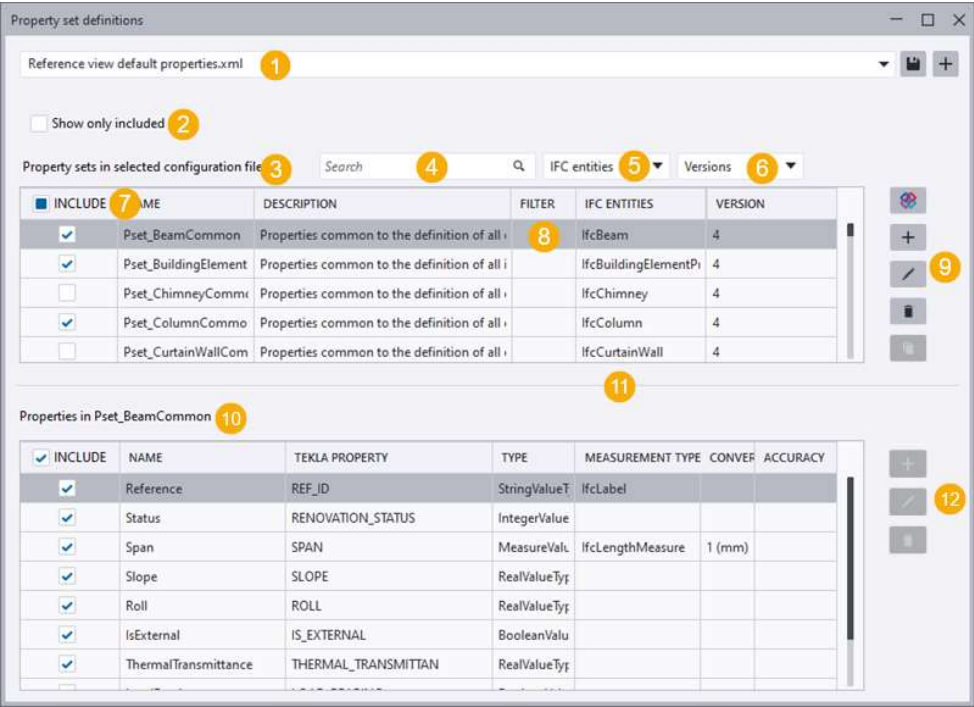 Property set definitions
Reference view default properties.xml 1
Show only included 2
Property sets in selected configuration file 3 Search 4 IFC entities 5 Versions 6
INCLUDE 7 AME DESCRIPTION FILTER IFC ENTITIES VERSION
Pset_BeamCommon Properties common to the definition of all 8 IfcBeam 4
Pset_BuildingElement Properties common to the definition of all i IfcBuildingElementP 4
9
Pset_ChimneyComm Properties common to the definition of all IfcChimney 4
Pset_ColumnCommo Properties common to the definition of all IfcColumn 4
Pset_CurtainWallCom Properties common to the definition of all IfcCurtainWall 4
11
Properties in Pset_BeamCommon 10
INCLUDE NAME TEKLA PROPERTY TYPE MEASUREMENT TYPE CONVER ACCURACY
Reference REF_ID StringValueT IfcLabel
12
Status RENOVATION_STATUS IntegerValue
Span SPAN MeasureValu IfcLengthMeasure 1 (mm)
Slope SLOPE RealValueTyp
Roll ROLL RealValueTyp
IsExternal IS_EXTERNAL BooleanValu
ThermalTransmittance THERMAL_TRANSMITTAN RealValueTyp